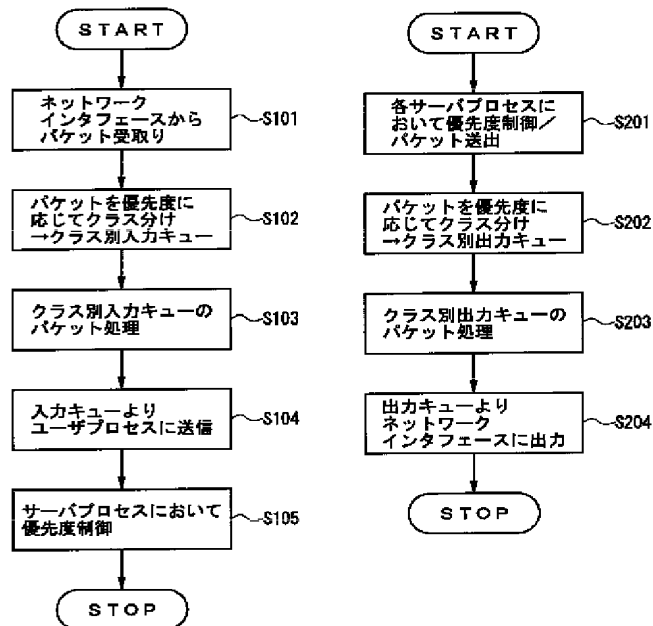 START
ネットワーク
インタフェースから
パケット受取り
S101
パケットを優先度に
応じてクラス分け
→クラス別入力キュー
S102
クラス別入力キューの
パケット処理
S103
入力キューより
ユーザプロセスに送信
S104
サーバプロセスにおいて
優先度制御
S105
STOP
START
各サーバプロセスに
おいて優先度制御／
パケット送出
S201
パケットを優先度に
応じてクラス分け
→クラス別出力キュー
S202
クラス別出力キューの
パケット処理
S203
出力キューより
ネットワーク
インタフェースに出力
S204
STOP